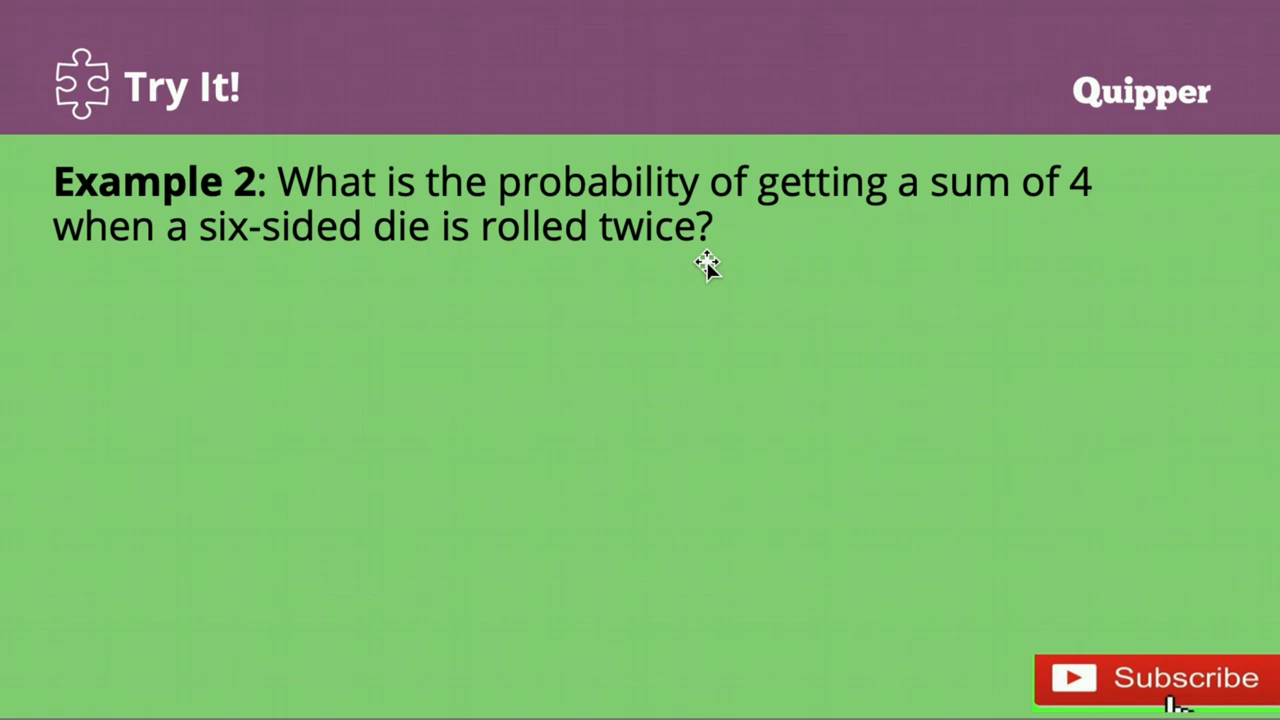 Try It!
Quipper
Example 2: What is the probability of getting a sum of 4
when a six-sided die is rolled twice?
Subscribe